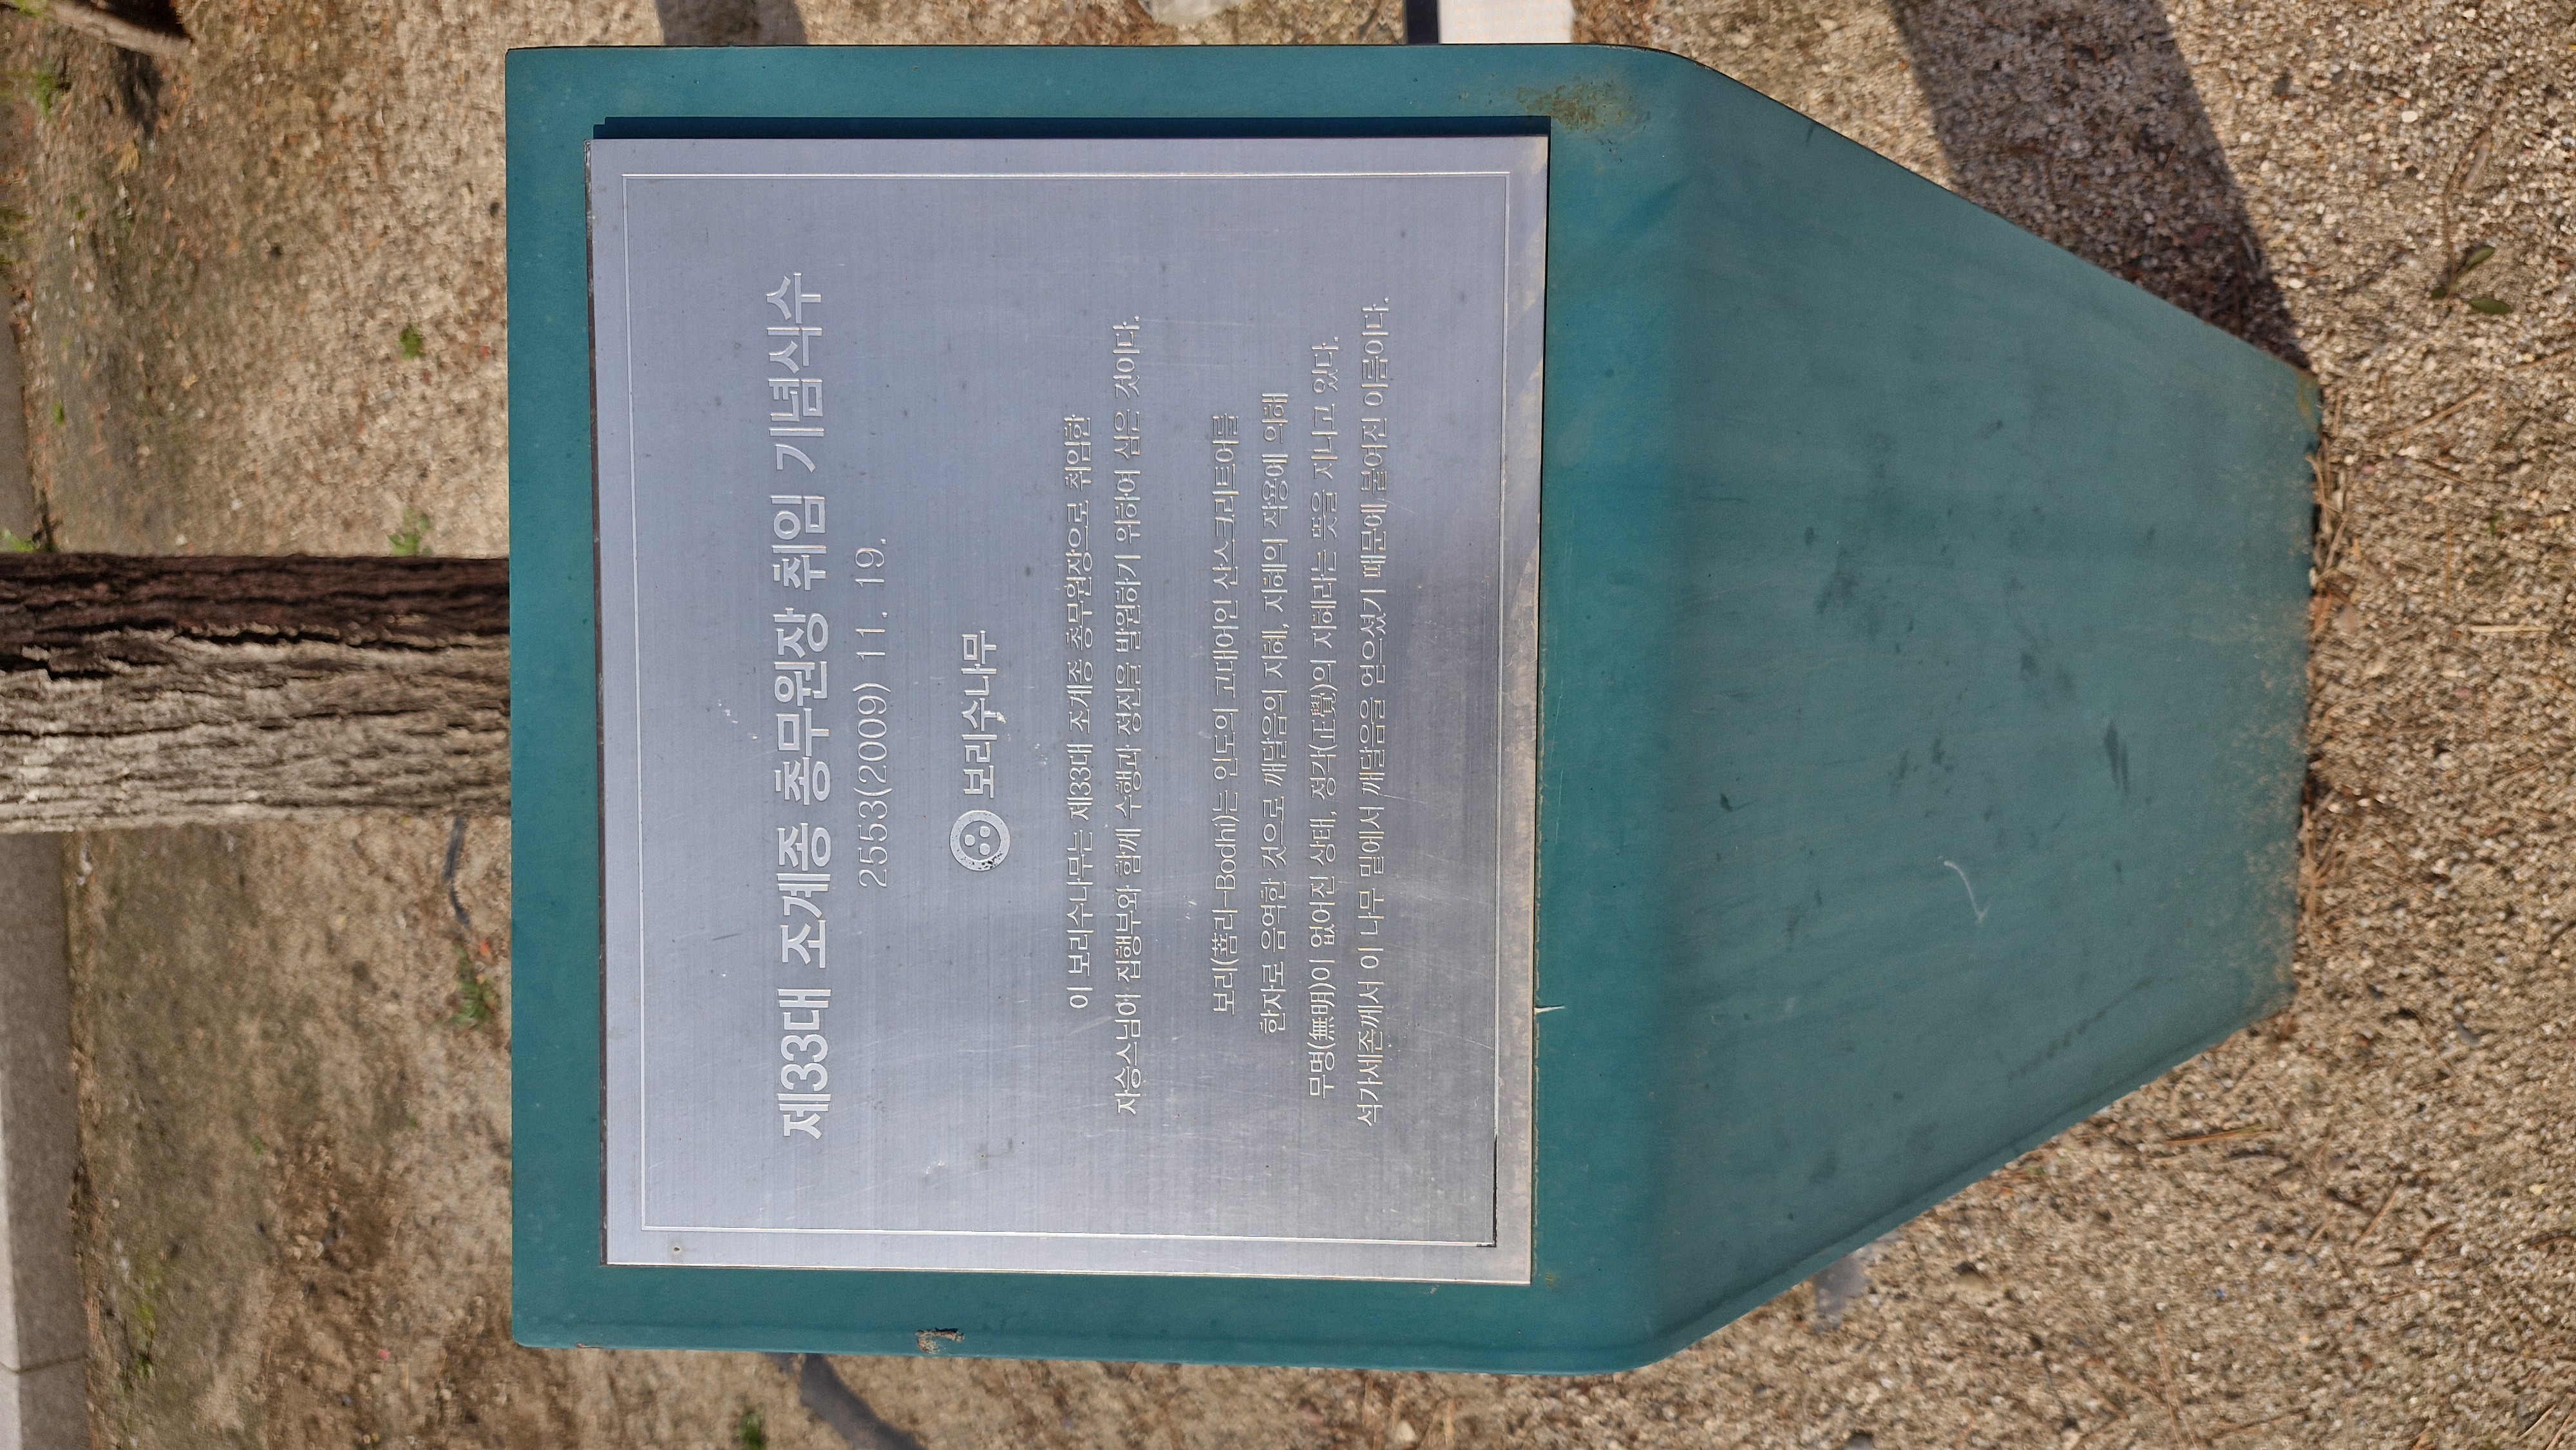 제33대 조계종 총무원장 취임 기념식수
2553(2009) 11. 19.
보리수나무
이 보리수나무는 제33대 조계종 총무원장으로 취임한
자승스님이 집행부와 함께 수행과 정진을 발원하기 위하여 심은 것이다.
보리(菩리-Bodhi)는 인도의 고대어인 산스크리트어를
한자로 음역한 것으로 깨달음의 지혜, 지혜의 작용에 의해
무명(無明)이 없어진 상태, 정각(正覺)의 지혜라는 뜻을 지니고 있다.
석가세존께서 이 나무 밑에서 깨달음을 얻으셨기 때문에 붙여진 이름이다.